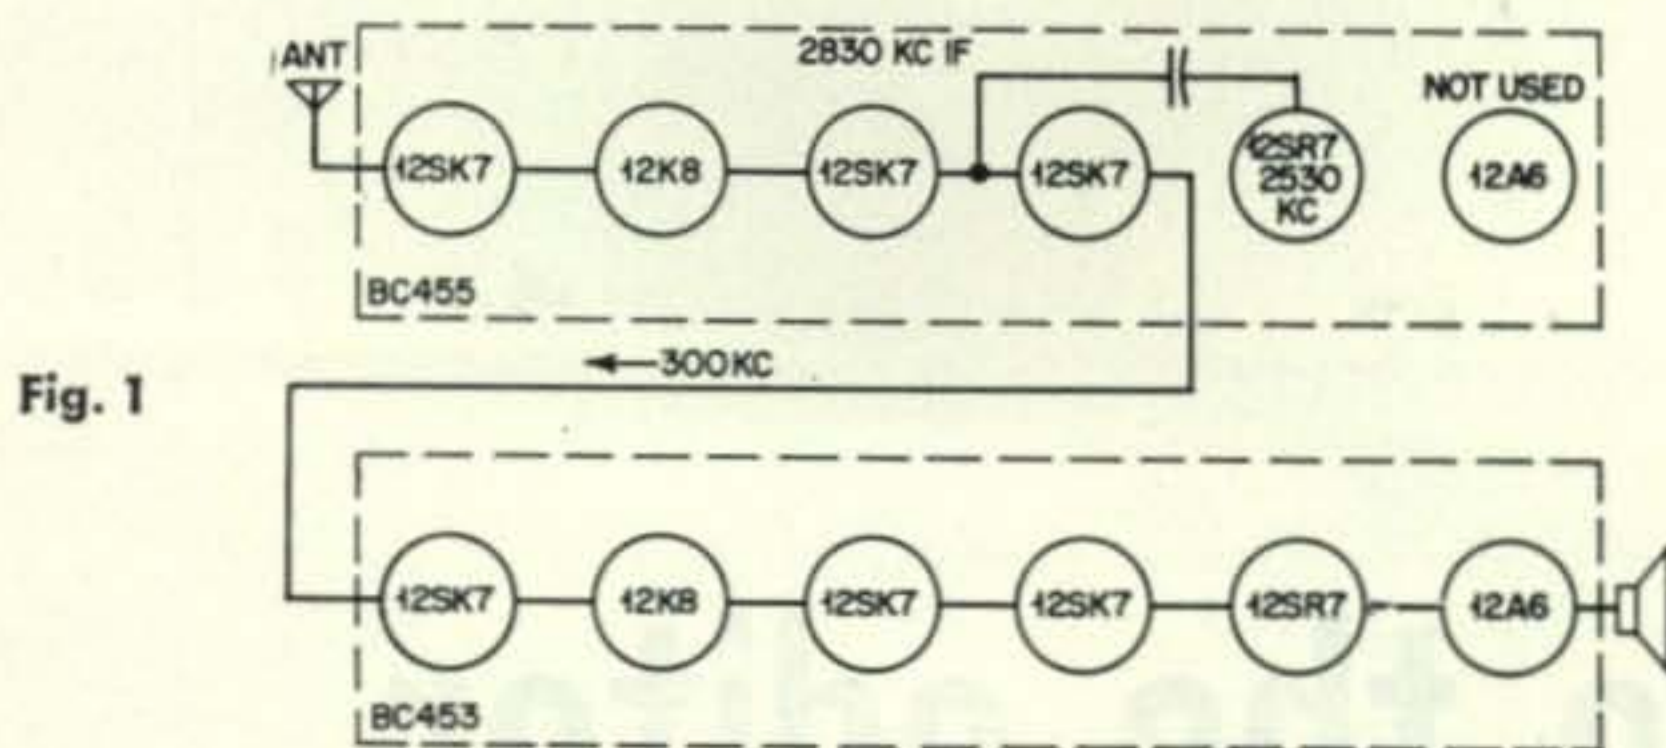 ANT
2830 KC IF
NOT USED
12SK7
12K8
12SK7
12SK7
12SR7
2530
KC
12A6
BC455
300KC
Fig. 1
12SK7
12K8
12SK7
12SK7
12SR7
12A6
BC453